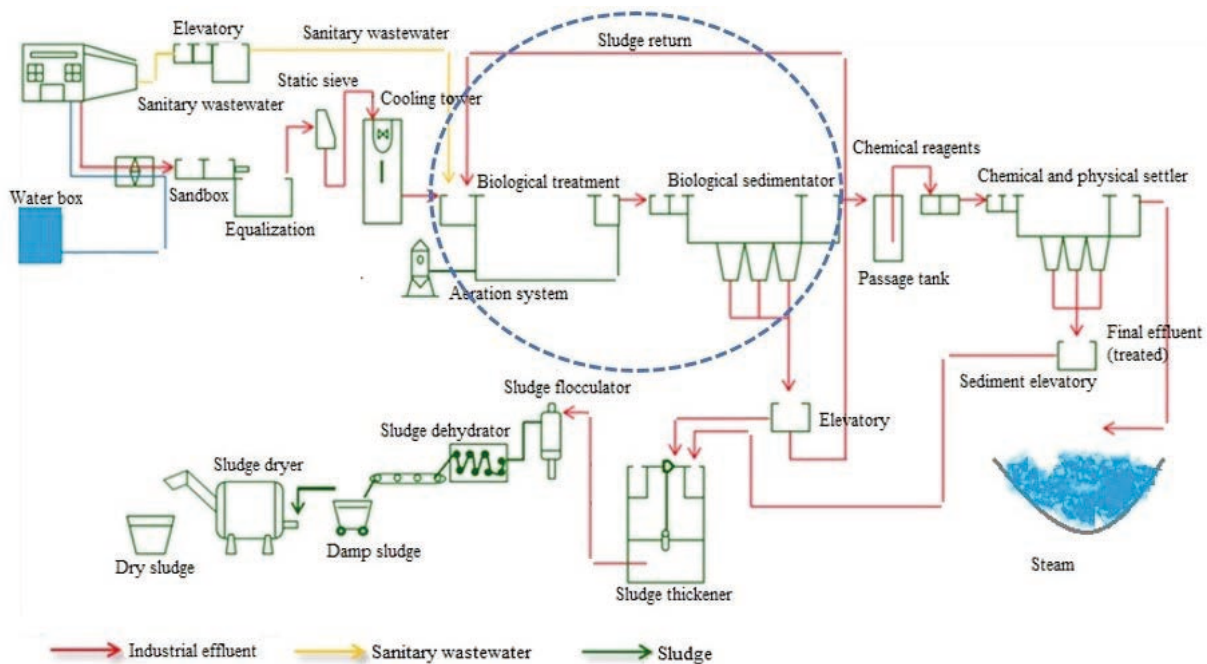 Elevatory
Sanitary wastewater
Sludge return
Static sieve
Cooling tower
Sanitary wastewater
Chemical reagents
Sandbox
Biological treatment
Biological sedimentator
Chemical and physical settler
Water box
Equalization
Aeration system
Passage tank
Final effluent
(treated)
Sediment elevatory
Sludge flocculator
Elevatory
Sludge dehydrator
Sludge dryer
Damp sludge
Dry sludge
Sludge thickener
Steam
Industrial effluent
Sanitary wastewater
Sludge